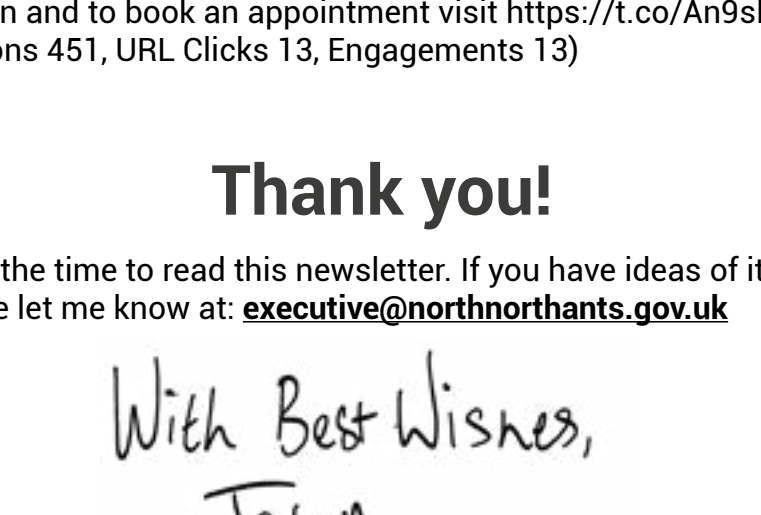 n and to book an appointment visit https://t.co/An9s
ons 451, URL Clicks 13, Engagements 13)
Thank you!
the time to read this newsletter. If you have ideas of it
e let me know at: executive@northnorthants.gov.uk
With Best Wishes,